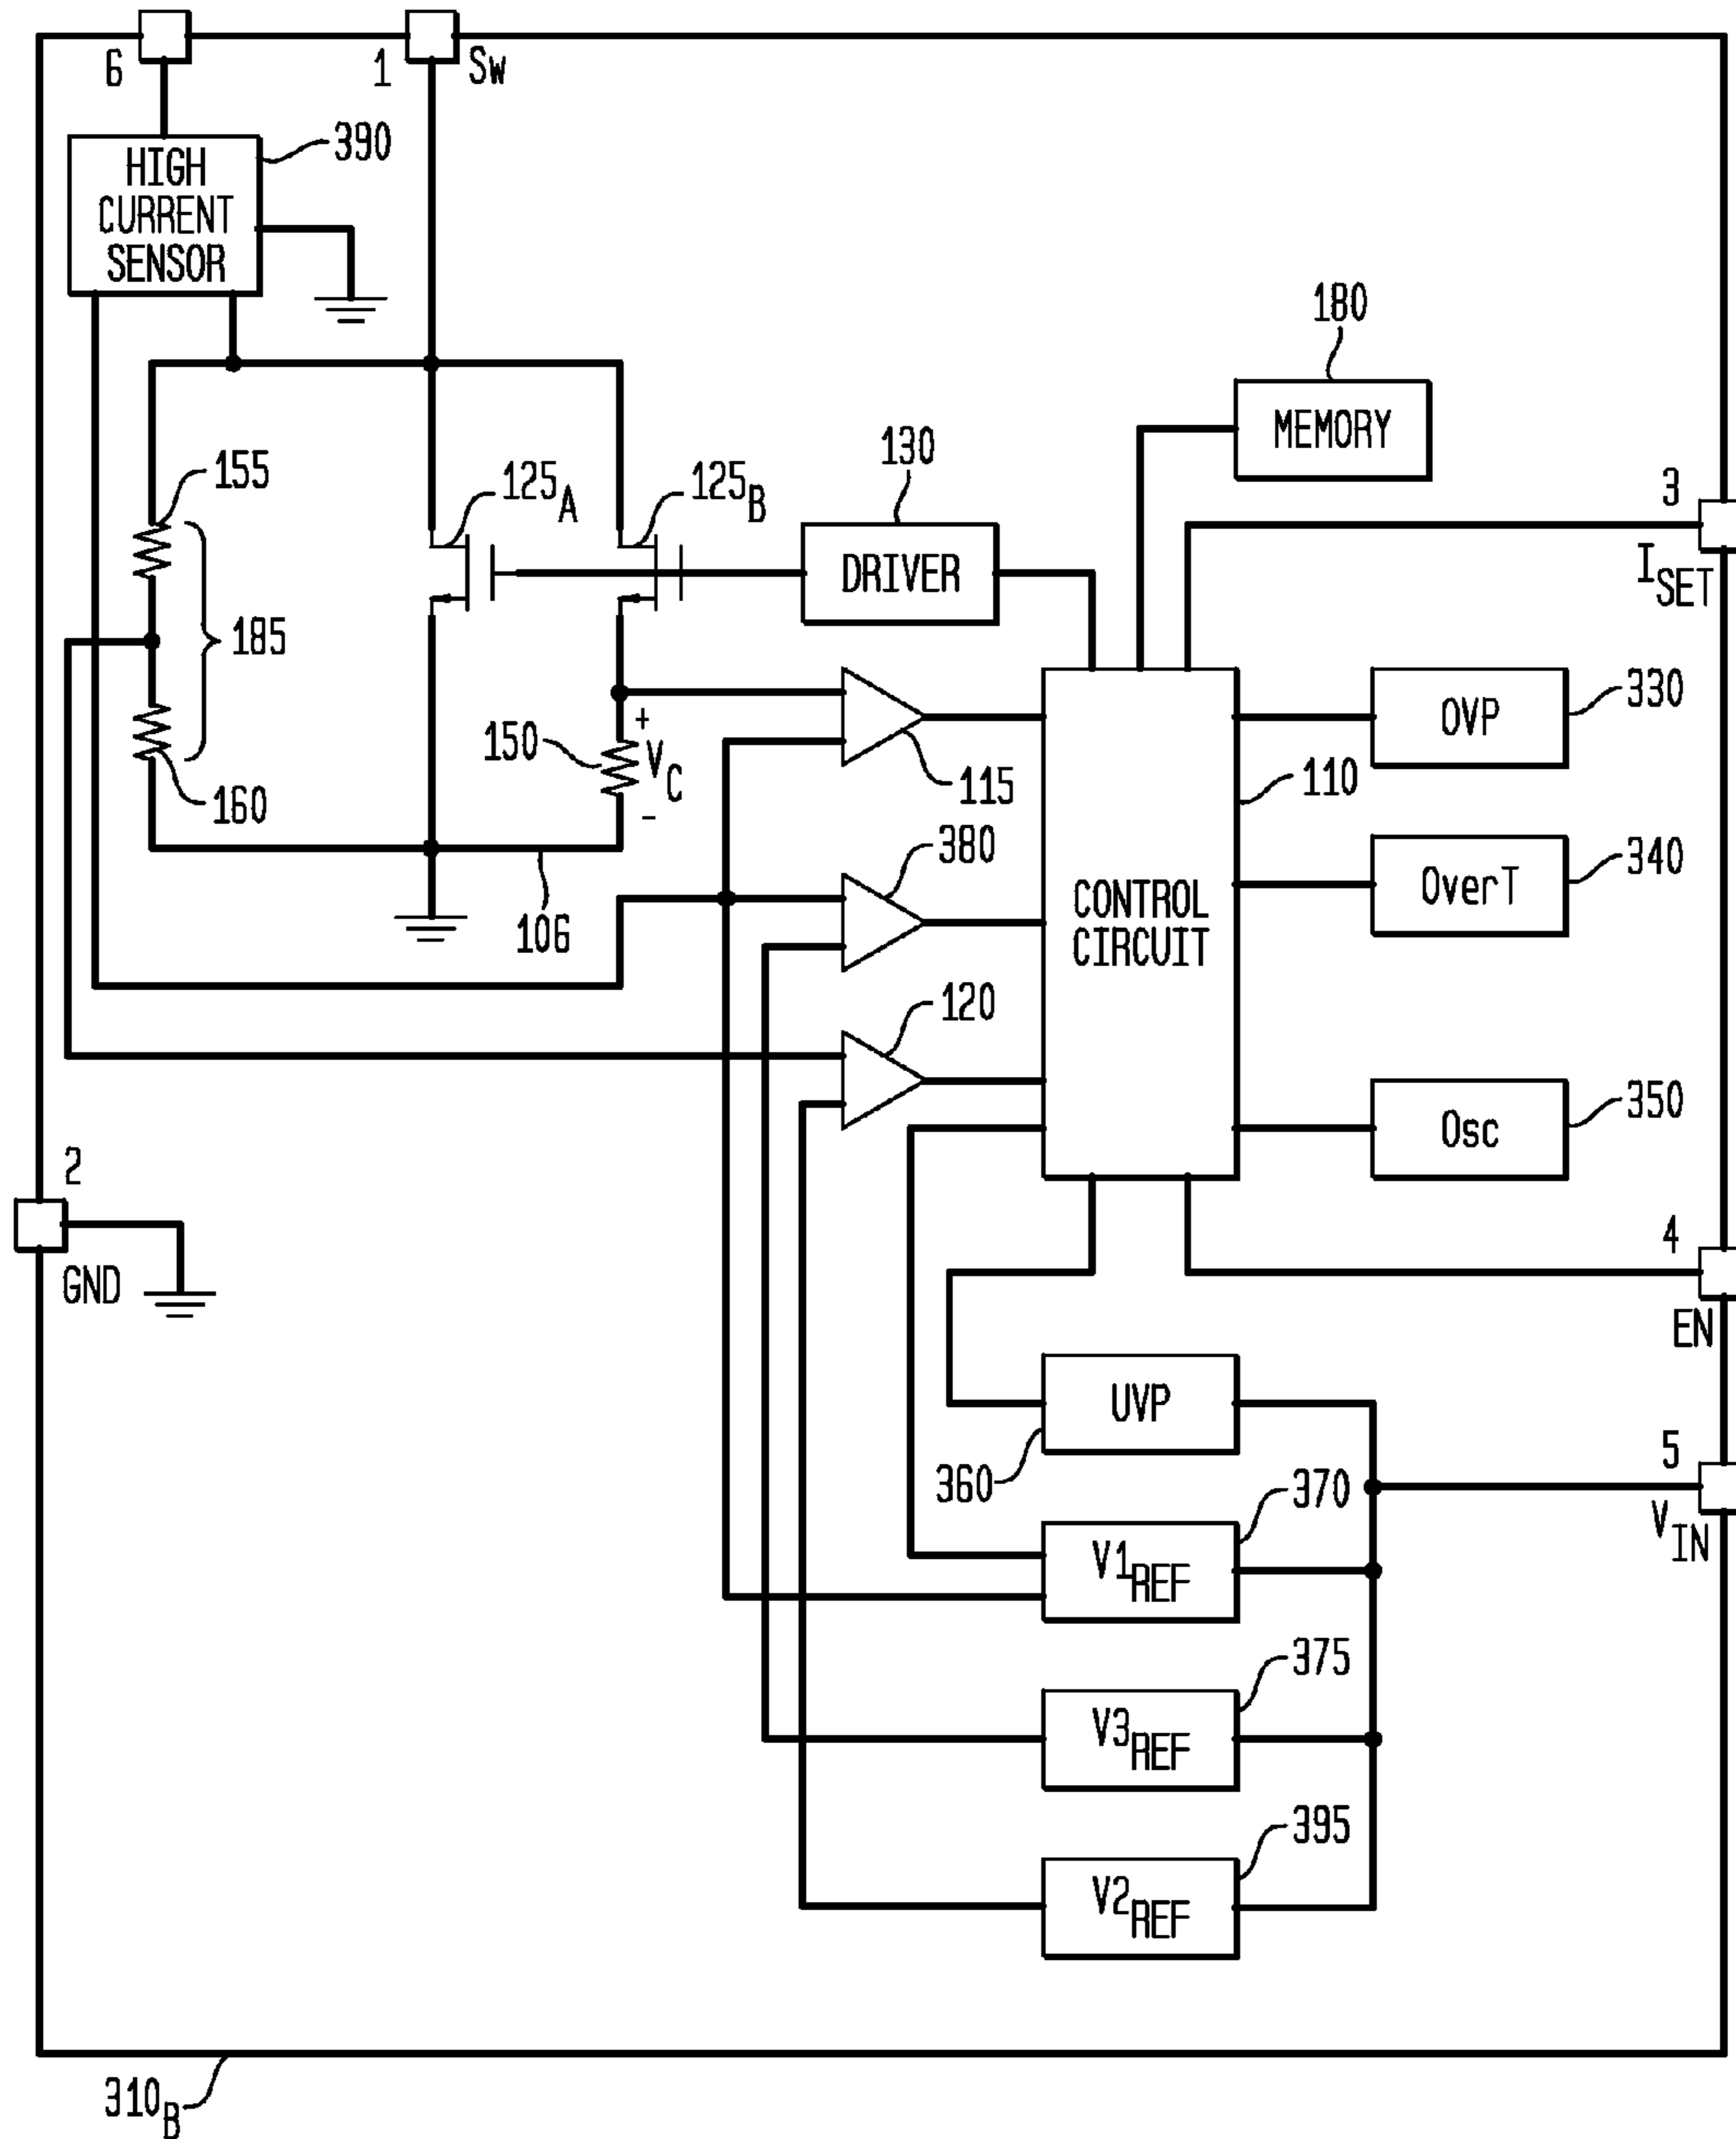 6
1
Sw
390
HIGH
CURRENT
SENSOR
180
MEMORY
155
125A
125B
130
DRIVER
3
ISET
185
150
+
VC
-
160
115
OVP
330
110
380
OverT
340
CONTROL
CIRCUIT
106
120
Osc
350
2
GND
4
EN
UVP
360
5
VIN
370
V1REF
375
V3REF
395
V2REF
310B